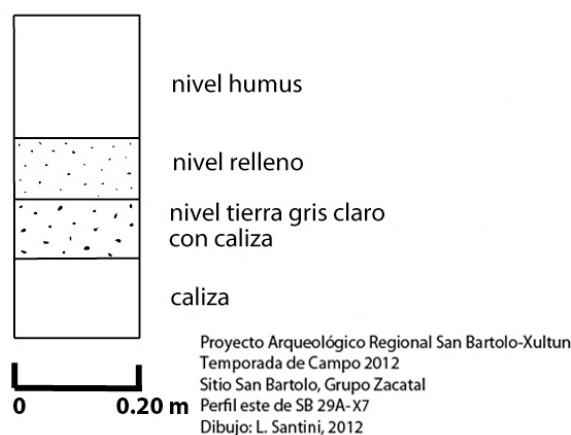 nivel humus
nivel relleno
nivel tierra gris claro
con caliza
caliza
0 0.20 m
Proyecto Arqueológico Regional San Bartolo-Xultun
Temporada de Campo 2012
Sitio San Bartolo, Grupo Zacatal
Perfil este de SB 29A-X7
Dibujo: L. Santini, 2012